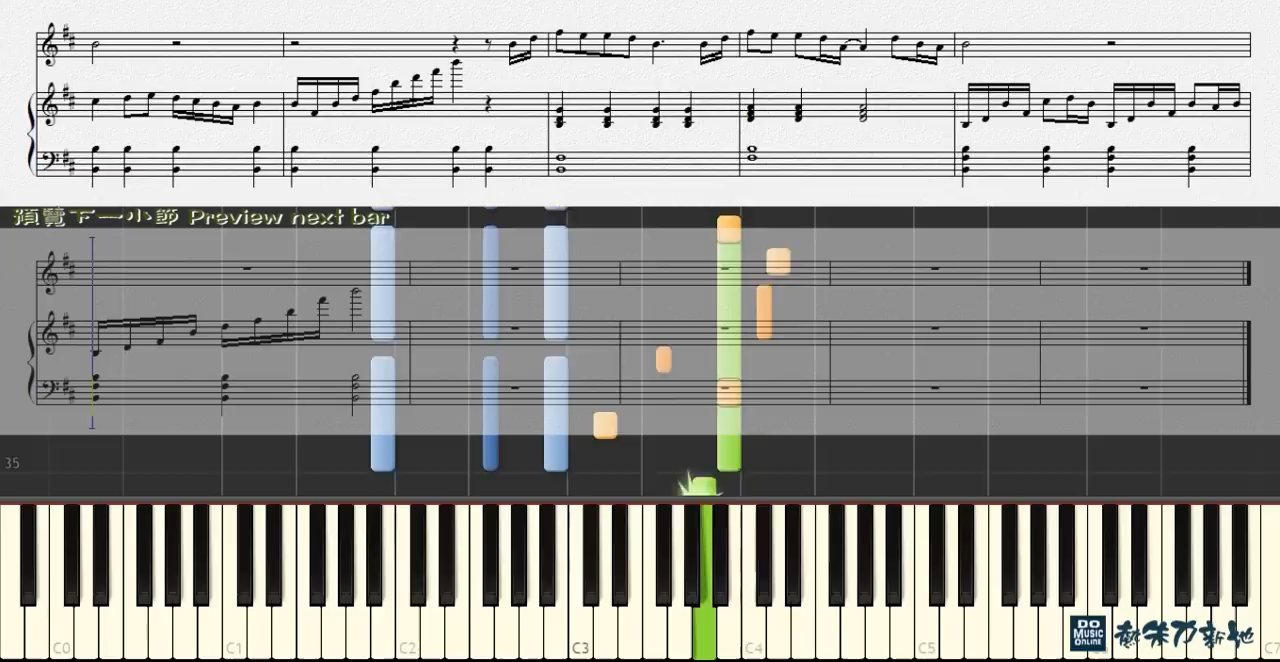 預覽下一小節 Preview next bar
35
C0 C1 C2 C3 C4 C5 C7
DO
MUSIC
ONLINE